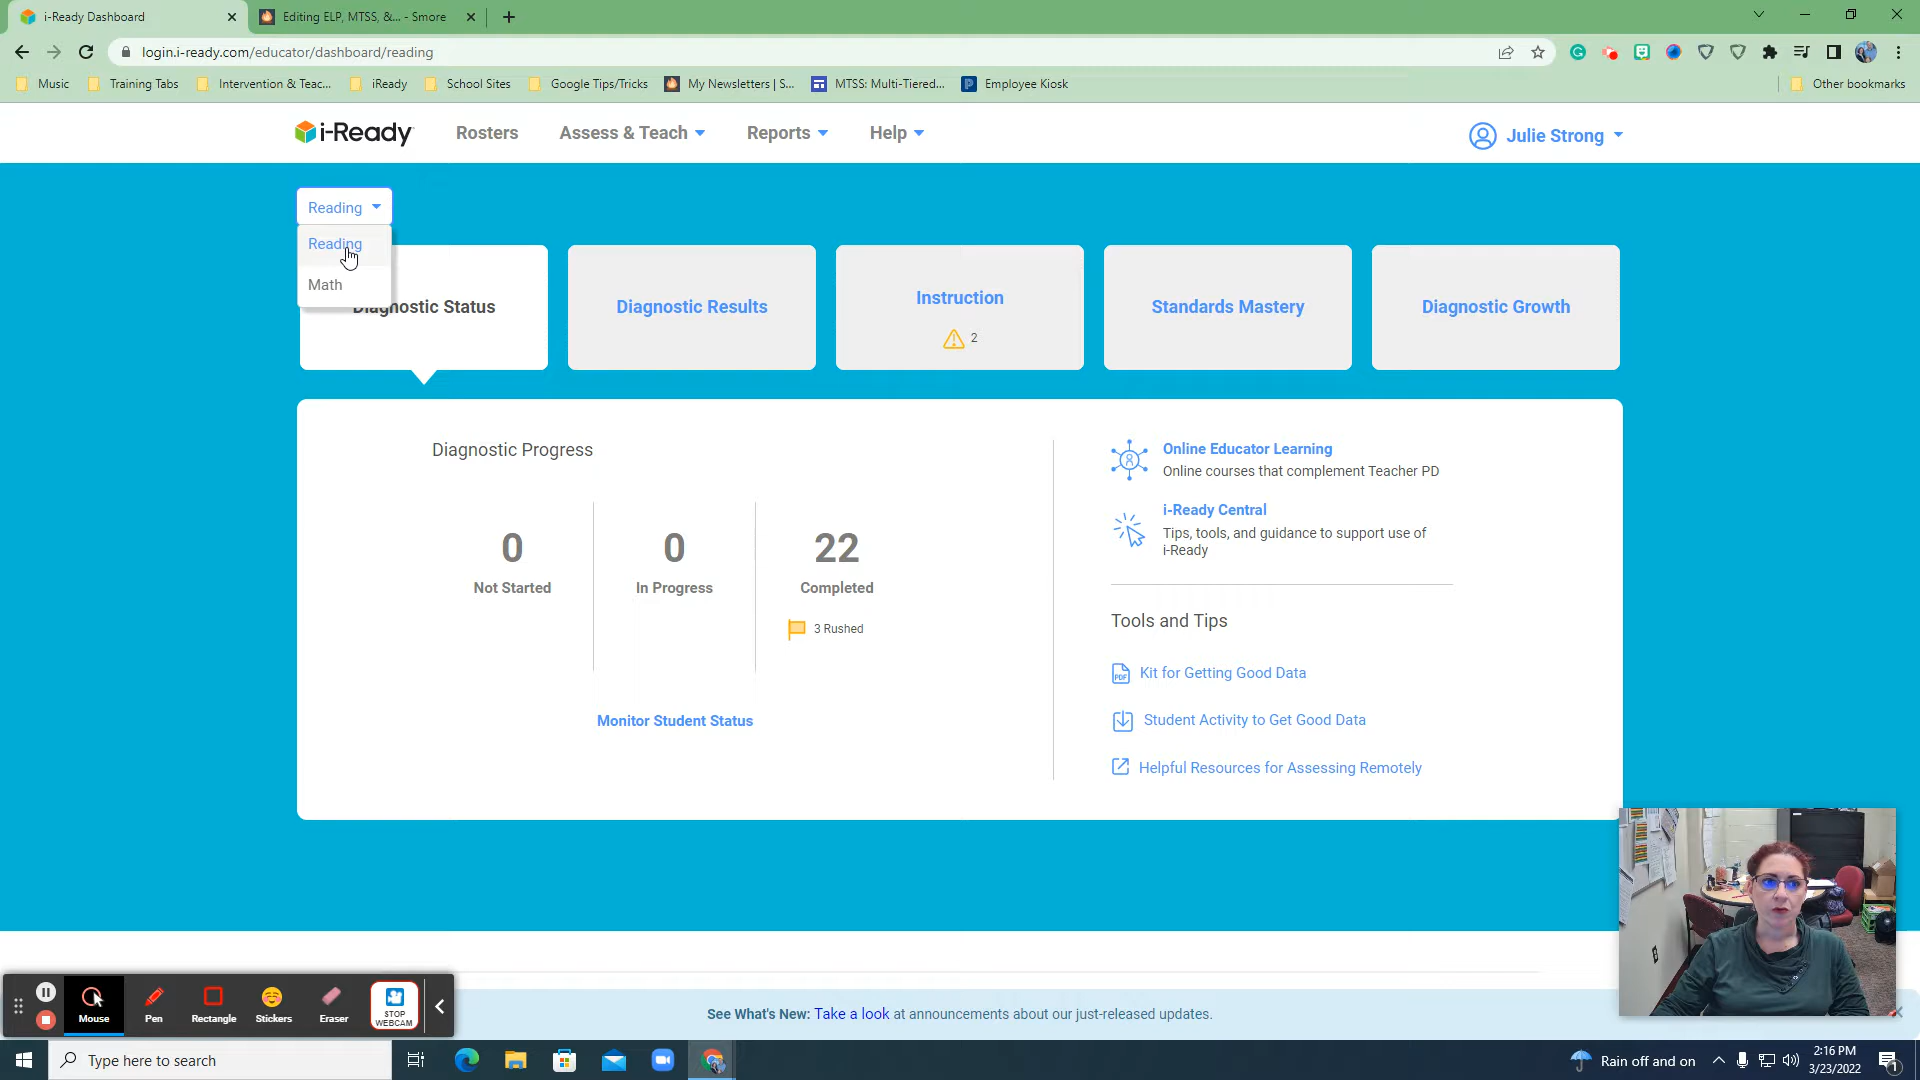 i-Ready Dashboard
Editing ELP, MTSS, &... - Smore
login.i-ready.com/educator/dashboard/reading
Music
Training Tabs
Intervention & Teac...
iReady
School Sites
Google Tips/Tricks
My Newsletters | S...
MTSS: Multi-Tiered...
Employee Kiosk
Other bookmarks
i-Ready
Rosters
Assess & Teach
Reports
Help
Julie Strong
Reading
Reading
Math
Diagnostic Status
Diagnostic Results
Instruction
2
Standards Mastery
Diagnostic Growth
Diagnostic Progress
0
Not Started
0
In Progress
22
Completed
3 Rushed
Monitor Student Status
Online Educator Learning
Online courses that complement Teacher PD
i-Ready Central
Tips, tools, and guidance to support use of
i-Ready
Tools and Tips
PDF
Kit for Getting Good Data
Student Activity to Get Good Data
Helpful Resources for Assessing Remotely
Mouse
Pen
Rectangle
Stickers
Eraser
STOP
WEBCAM
See What's New: Take a look at announcements about our just-released updates.
Type here to search
Rain off and on
2:16 PM
3/23/2022
1